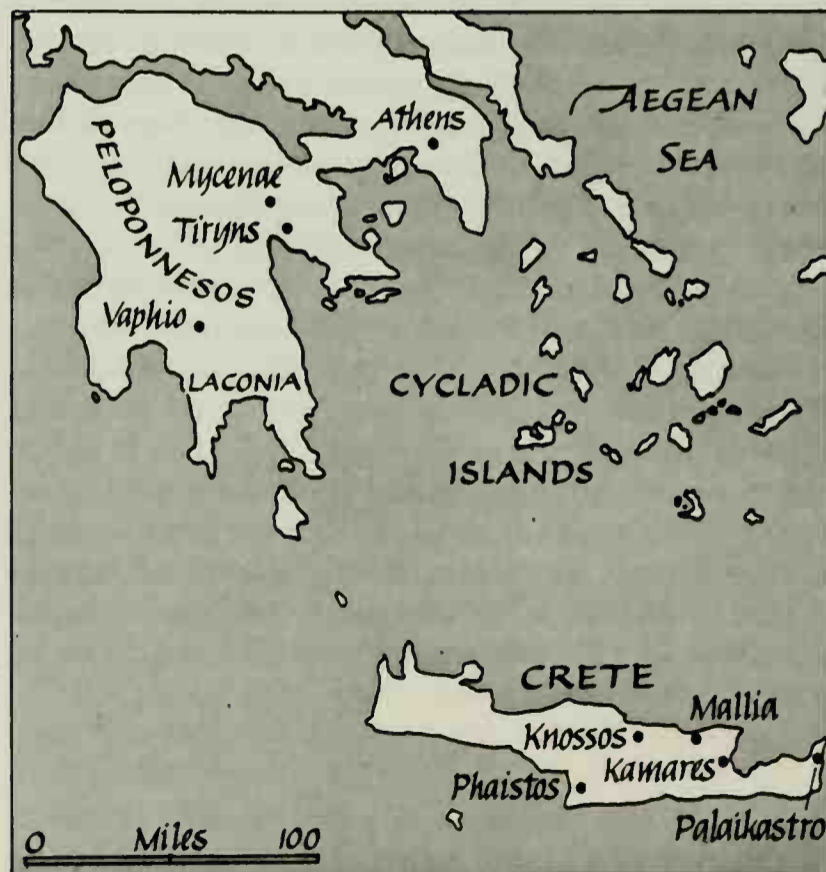 AEGEAN
SEA
Athens
PELOPONNESOS
Mycenae
Tiryns
Vaphio
LACONIA
CYCLADIC
ISLANDS
CRETE
Mallia
Knossos
Kamares
Phaistos
Palaikastro
0 Miles 100